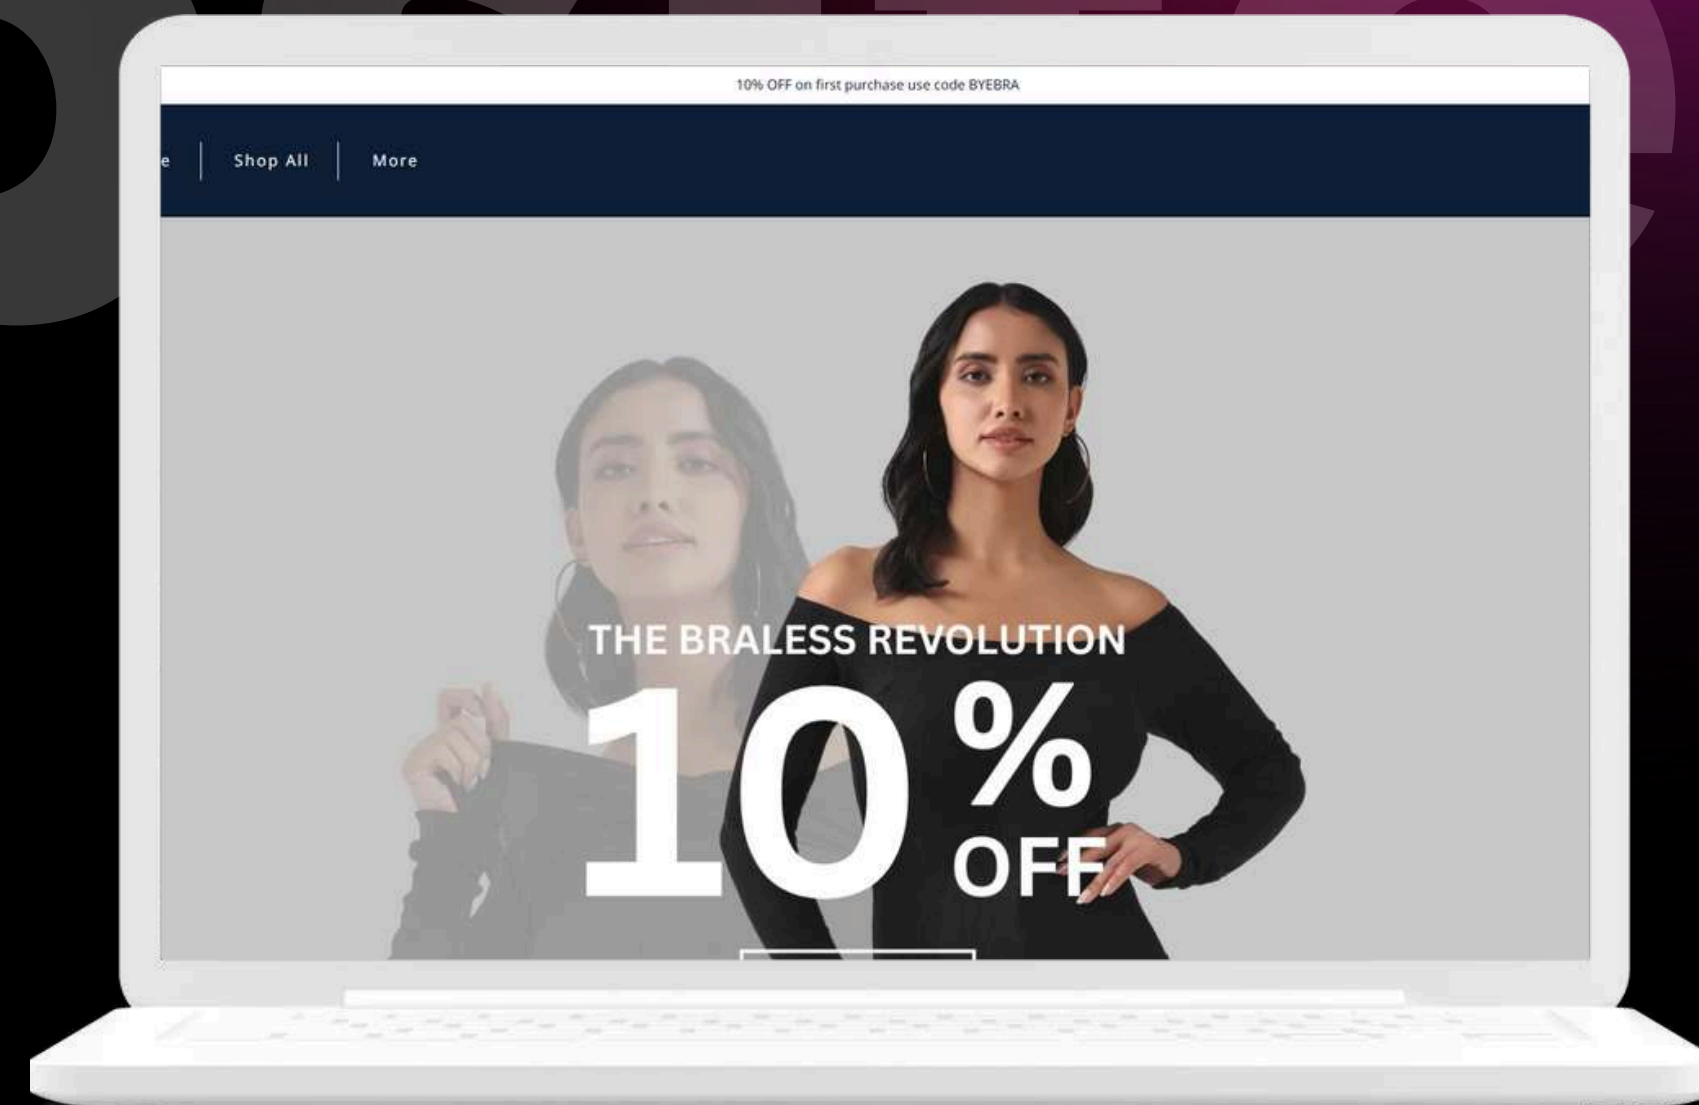 10% OFF on first purchase use code BYEBRA
e | Shop All | More
THE BRALESS REVOLUTION
10 %
OFF